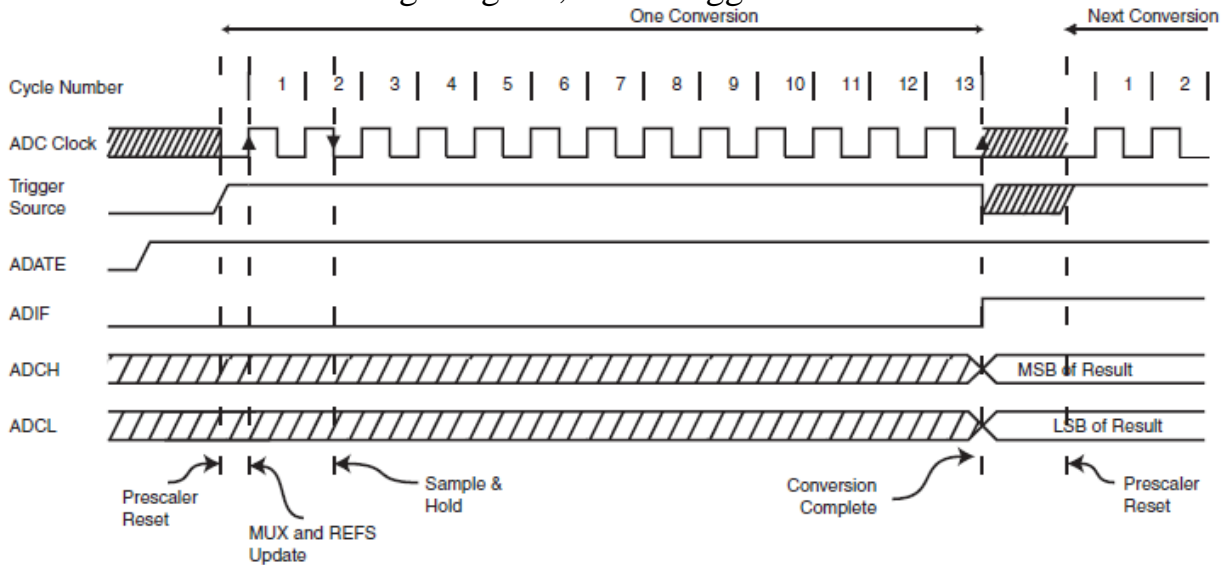 One Conversion Next Conversion
Cycle Number 1 2 3 4 5 6 7 8 9 10 11 12 13 1 2
ADC Clock
Trigger
Source
ADATE
ADIF
ADCH MSB of Result
ADCL LSB of Result
Prescaler
Reset
MUX and REFS
Update
Sample &
Hold
Conversion
Complete
Prescaler
Reset